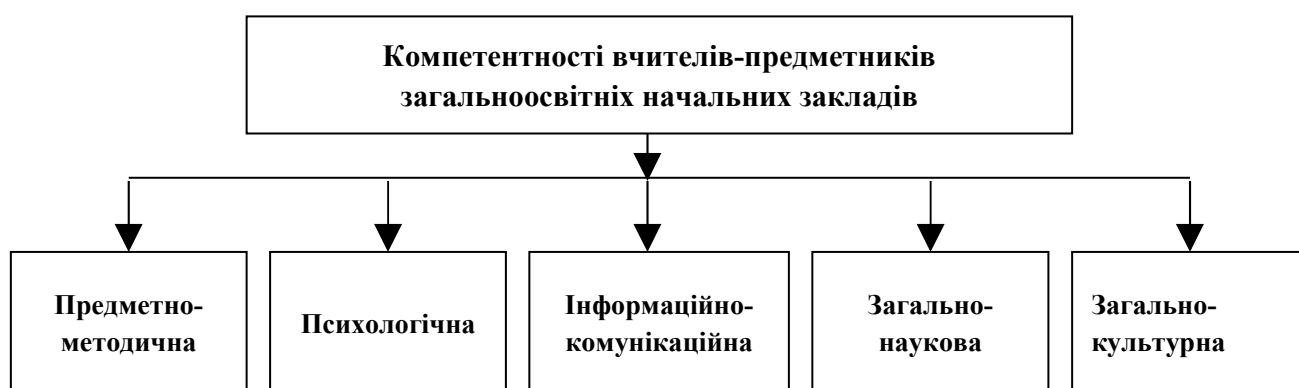 Компетентності вчителів-предметників
загальноосвітніх начальних закладів
Предметно-
методична
Психологічна
Інформаційно-
комунікаційна
Загально-
наукова
Загально-
культурна